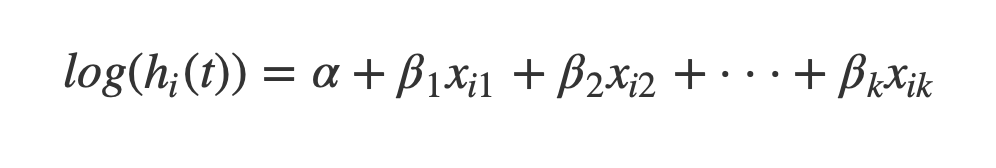 log(hᵢ(t)) = α + β₁xᵢ₁ + β₂xᵢ₂ + · · · + βₖxᵢₖ